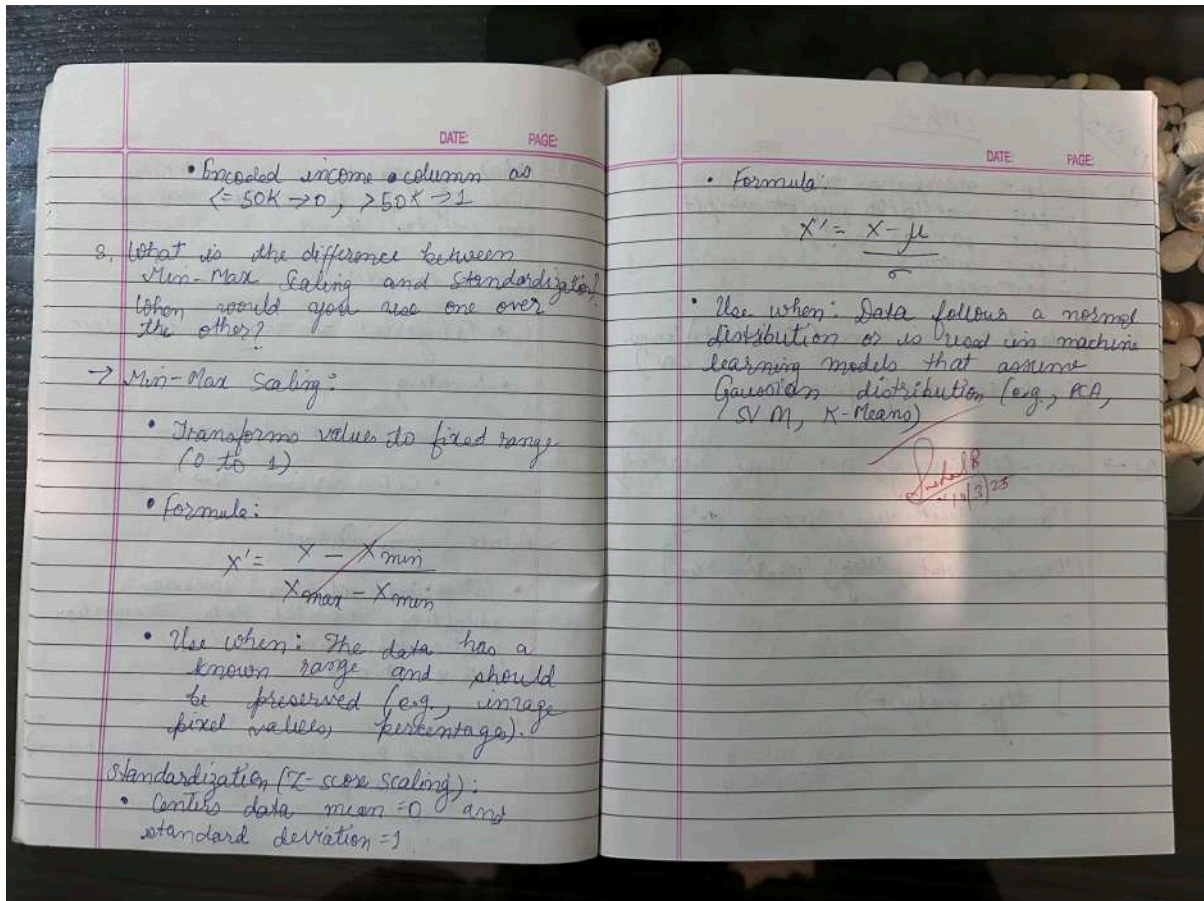 DATE: PAGE:
• Encoded income column as
<= 50K → 0, > 50K → 1
3. What is the difference between
Min-Max Scaling and Standardization?
When would you use one over
the other?
→ Min-Max Scaling:
• Transforms values to fixed range
(0 to 1)
• Formula:
X' = X - Xmin
Xmax - Xmin
• Use when: The data has a
known range and should
be preserved (e.g., image
pixel values, percentages).
Standardization (Z-score scaling):
• Centers data mean = 0 and
standard deviation = 1
DATE: PAGE:
• Formula:
X' = X - μ
σ
• Use when: Data follows a normal
distribution or is used in machine
learning models that assume
Gaussian distribution (e.g., PCA,
SVM, K-Means)